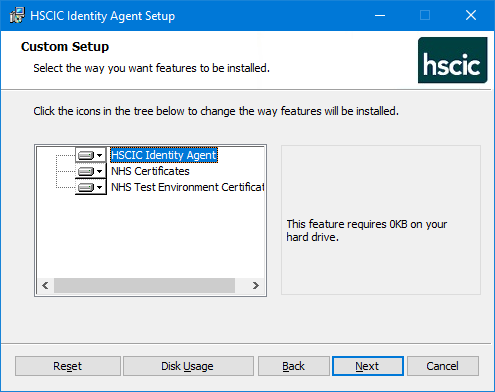 HSCIC Identity Agent Setup
Custom Setup
Select the way you want features to be installed.
hscic
Click the icons in the tree below to change the way features will be installed.
HSCIC Identity Agent
NHS Certificates
NHS Test Environment Certificat
This feature requires 0KB on your
hard drive.
Reset
Disk Usage
Back
Next
Cancel